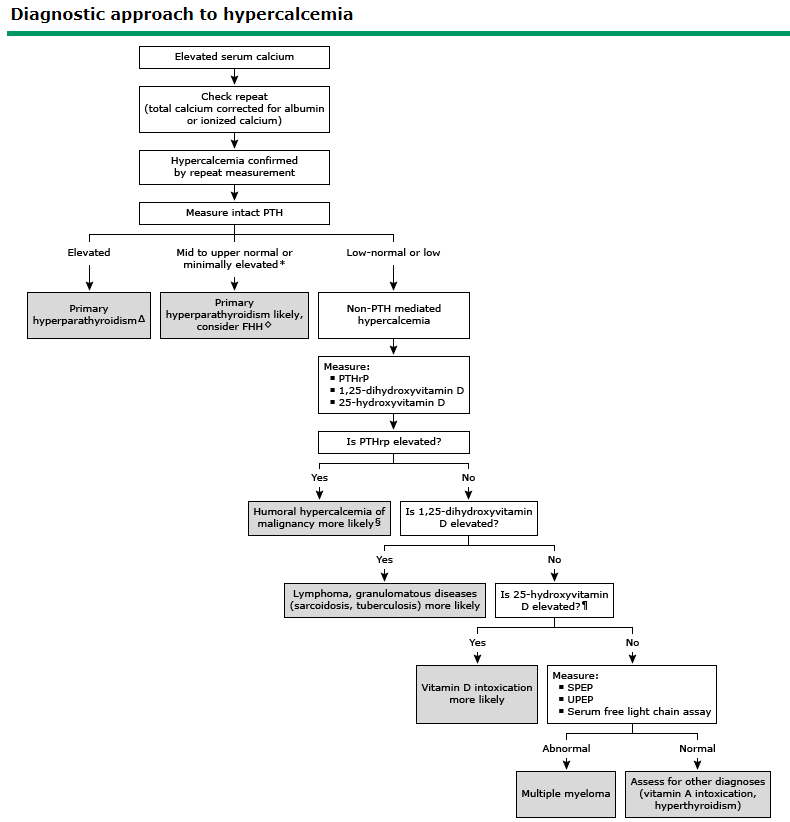 Diagnostic approach to hypercalcemia
Elevated serum calcium
Check repeat
(total calcium corrected for albumin
or ionized calcium)
Hypercalcemia confirmed
by repeat measurement
Measure intact PTH
Elevated
Mid to upper normal or
minimally elevated*
Low-normal or low
Primary
hyperparathyroidismΔ
Primary
hyperparathyroidism likely,
consider FHH◊
Non-PTH mediated
hypercalcemia
Measure:
▪ PTHrP
▪ 1,25-dihydroxyvitamin D
▪ 25-hydroxyvitamin D
Is PTHrp elevated?
Yes
No
Humoral hypercalcemia of
malignancy more likely§
Is 1,25-dihydroxyvitamin
D elevated?
Yes
No
Lymphoma, granulomatous diseases
(sarcoidosis, tuberculosis) more likely
Is 25-hydroxyvitamin
D elevated?¶
Yes
No
Vitamin D intoxication
more likely
Measure:
▪ SPEP
▪ UPEP
▪ Serum free light chain assay
Abnormal
Normal
Multiple myeloma
Assess for other diagnoses
(vitamin A intoxication,
hyperthyroidism)